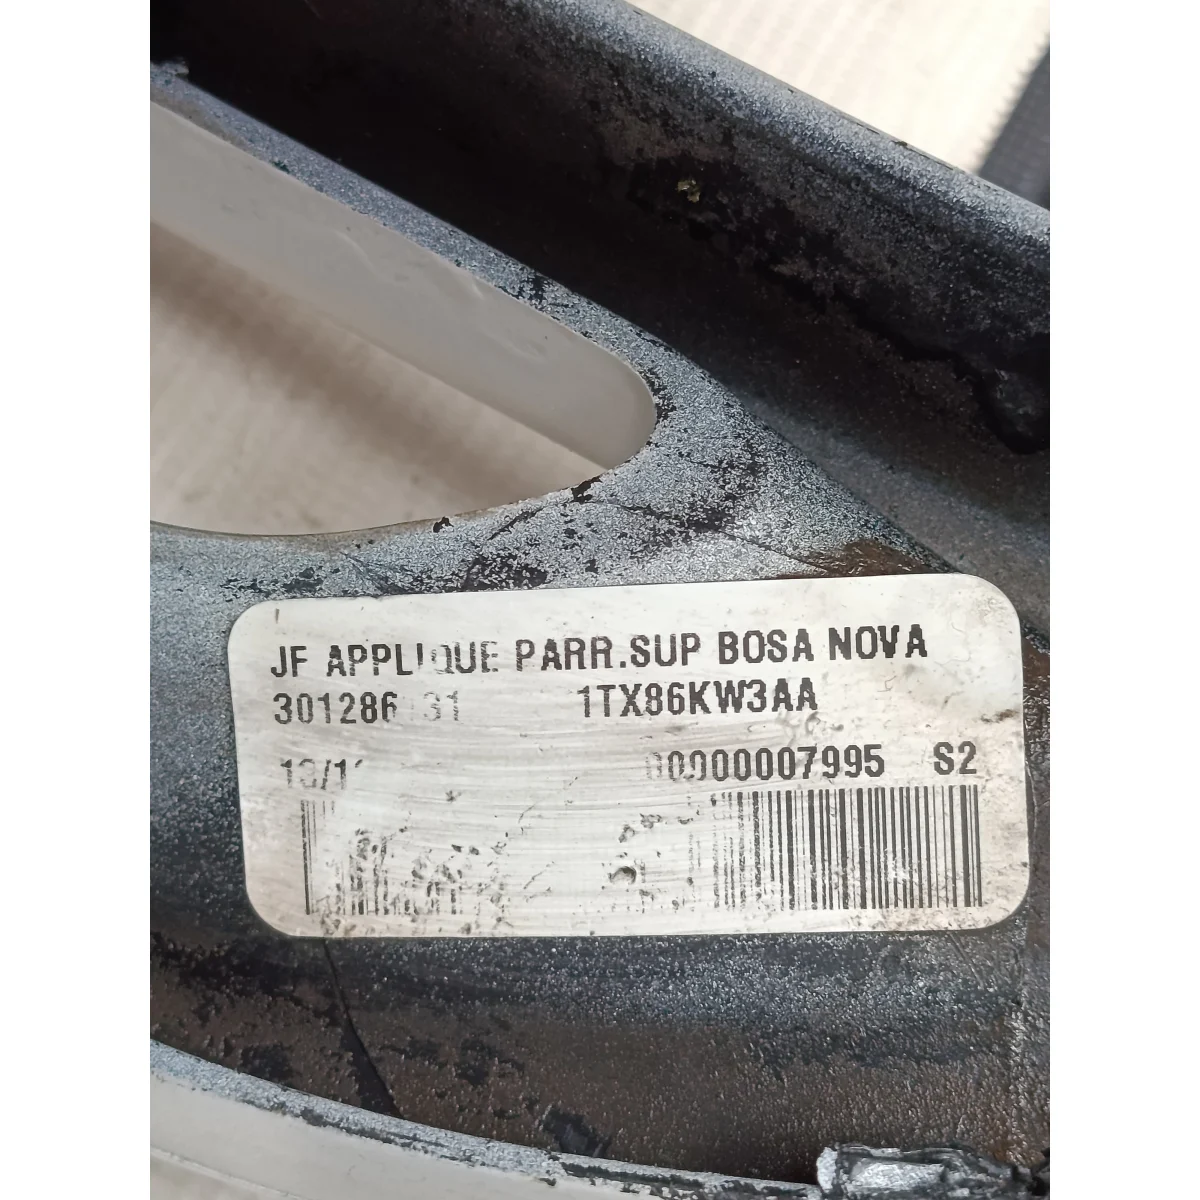 JF APPLIQUE PARR.SUP BOSA NOVA
1TX86KW3AA
00000007995 S2